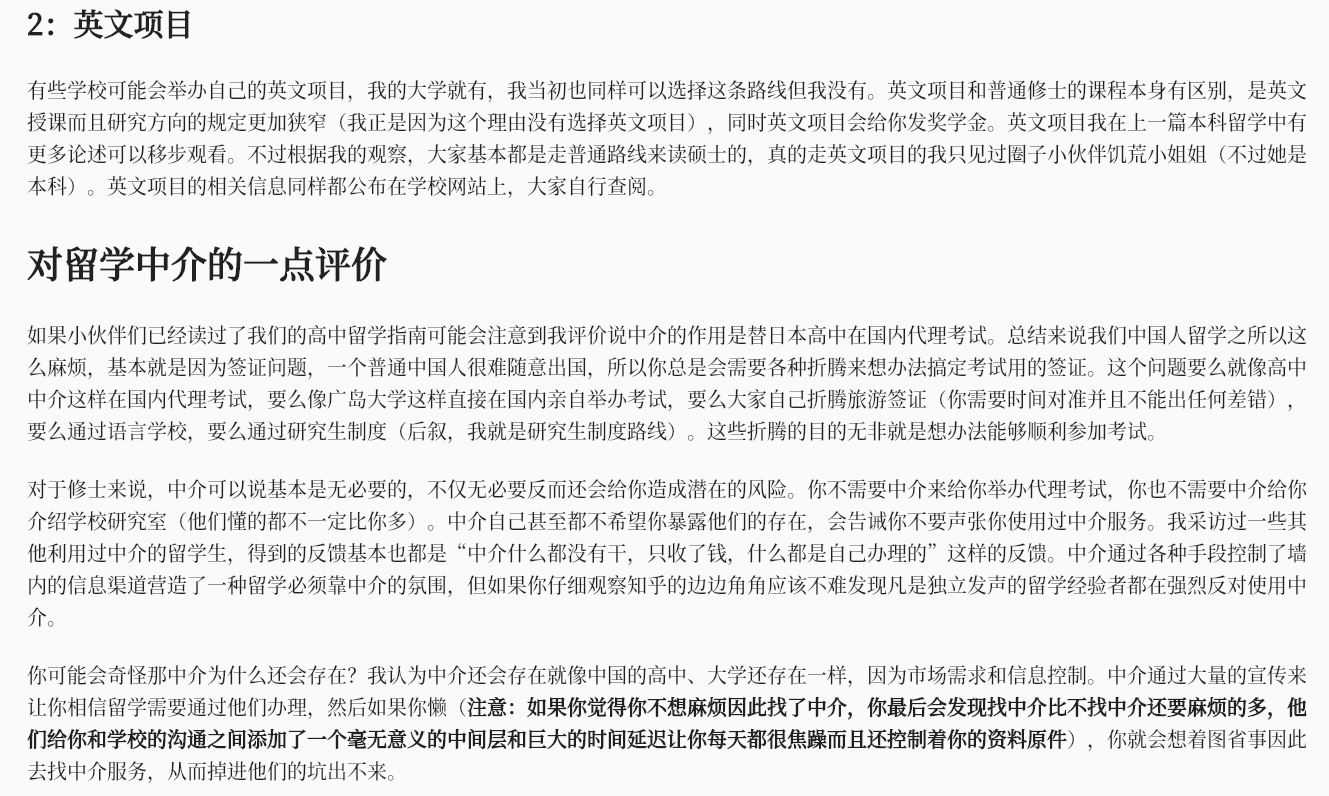 2：英文项目
有些学校可能会举办自己的英文项目，我的大学就有，我当初也同样可以选择这条路线但我没有。英文项目和普通修士的课程本身有区别，是英文
授课而且研究方向的规定更加狭窄（我正是因为这个理由没有选择英文项目），同时英文项目会给你发奖学金。英文项目我在上一篇本科留学中有
更多论述可以移步观看。不过根据我的观察，大家基本都是走普通路线来读硕士的，真的走英文项目的我只见过圈子小伙伴饥荒小姐姐（不过她是
本科）。英文项目的相关信息同样都公布在学校网站上，大家自行查阅。
对留学中介的一点评价
如果小伙伴们已经读过了我们的高中留学指南可能会注意到我评价说中介的作用是替日本高中在国内代理考试。总结来说我们中国人留学之所以这
么麻烦，基本就是因为签证问题，一个普通中国人很难随意出国，所以你总是会需要各种折腾来想办法搞定考试用的签证。这个问题要么就像高中
中介这样在国内代理考试，要么像广岛大学这样直接在国内亲自举办考试，要么大家自己折腾旅游签证（你需要时间对准并且不能出任何差错），
要么通过语言学校，要么通过研究生制度（后叙，我就是研究生制度路线）。这些折腾的目的无非就是想办法能够顺利参加考试。
对于修士来说，中介可以说基本是无必要的，不仅无必要反而还会给你造成潜在的风险。你不需要中介来给你举办代理考试，你也不需要中介给你
介绍学校研究室（他们懂的都不一定比你多）。中介自己甚至都不希望你暴露他们的存在，会告诫你不要声张你使用过中介服务。我采访过一些其
他利用过中介的留学生，得到的反馈基本也都是“中介什么都没有干，只收了钱，什么都是自己办理的”这样的反馈。中介通过各种手段控制了墙
内的信息渠道营造了一种留学必须靠中介的氛围，但如果你仔细观察知乎的边边角角应该不难发现凡是独立发声的留学经验者都在强烈反对使用中
介。
你可能会奇怪那中介为什么还会存在？我认为中介还会存在就像中国的高中、大学还存在一样，因为市场需求和信息控制。中介通过大量的宣传来
让你相信留学需要通过他们办理，然后如果你懒（注意：如果你觉得你不想麻烦因此找了中介，你最后会发现找中介比不找中介还要麻烦的多，他
们给你和学校的沟通之间添加了一个毫无意义的中间层和巨大的时间延迟让你每天都很焦躁而且还控制着你的资料原件），你就会想着图省事因此
去找中介服务，从而掉进他们的坑出不来。